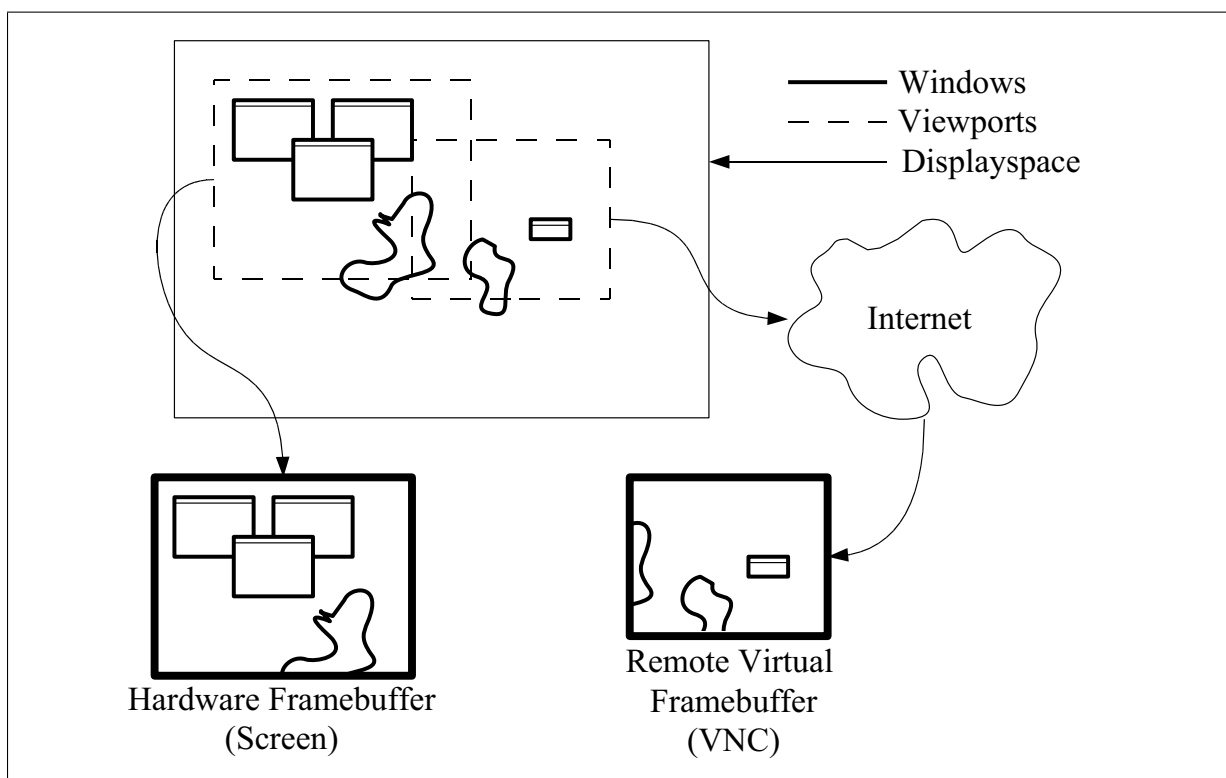 Windows
Viewports
Displayspace
Internet
Hardware Framebuffer
(Screen)
Remote Virtual
Framebuffer
(VNC)